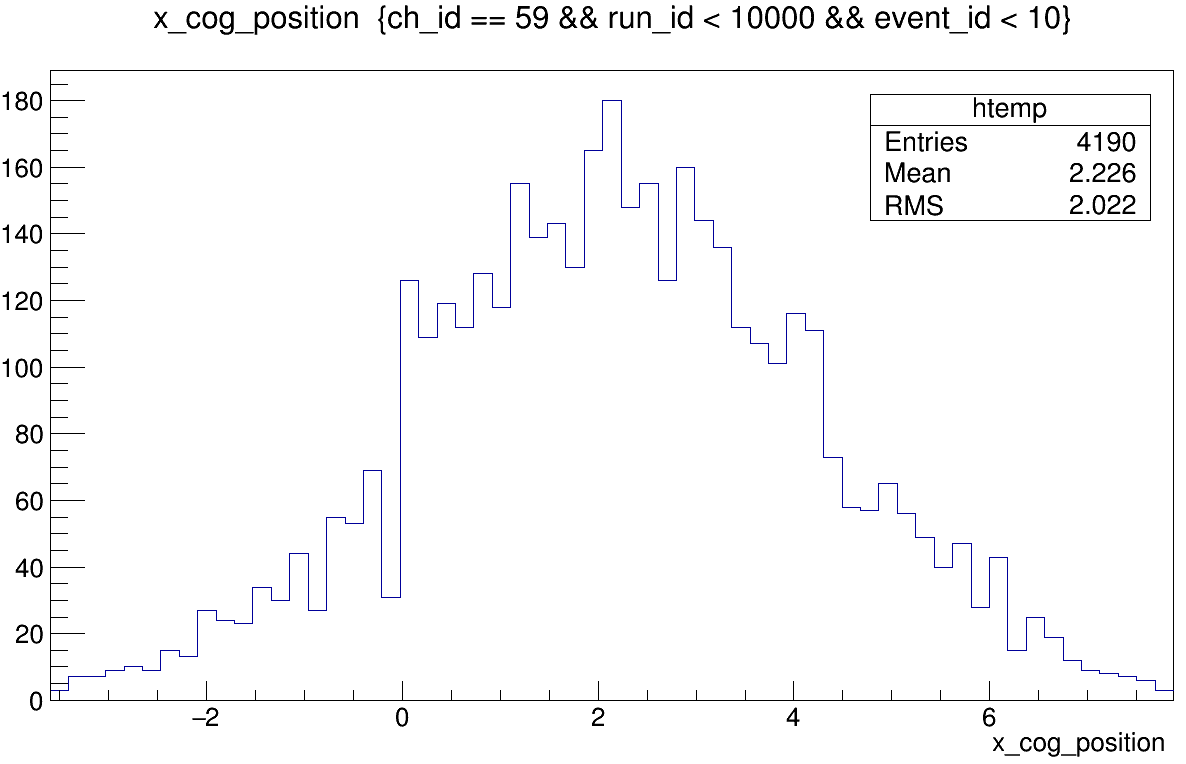 x_cog_position {ch_id == 59 && run_id < 10000 && event_id < 10}
htemp
Entries 4190
Mean 2.226
RMS 2.022
180
160
140
120
100
80
60
40
20
0
−2 0 2 4 6
x_cog_position